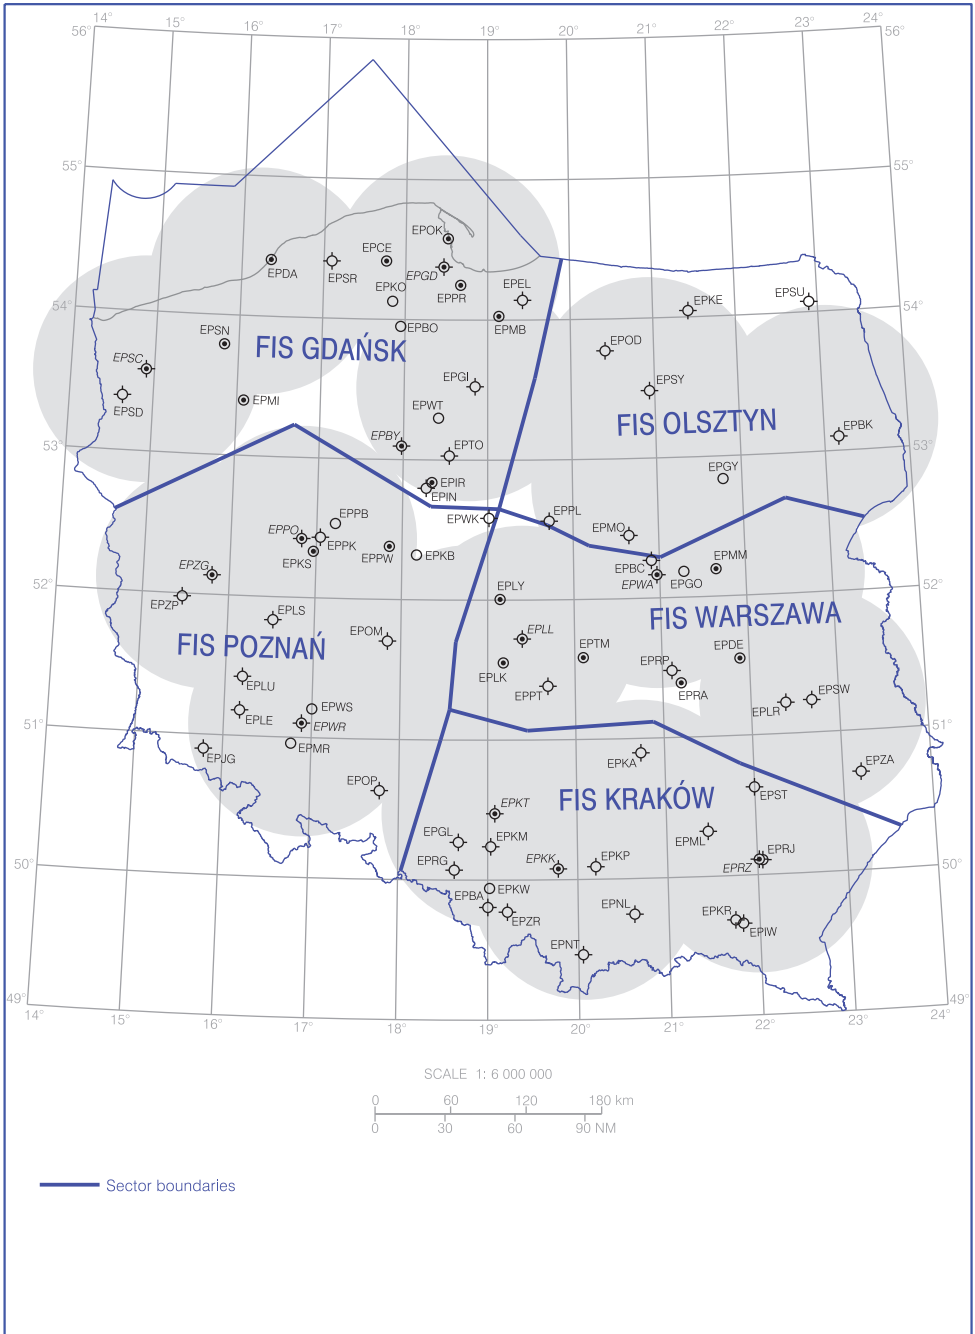 14° 15° 16° 17° 18° 19° 20° 21° 22° 23° 24°
56° 56°
55° 55°
EPOK
EPCE
EPDA EPSR EPGD
EPKO EPPR EPEL EPKE EPSU
54° 54°
EPBO EPMB
EPSN
FIS GDAŃSK
EPOD
EPSC
EPGI EPSY
EPSD EPMI
EPWT
FIS OLSZTYN
EPBK
EPBY EPTO
53° 53°
EPGY
EPIR
EPIN
EPPB EPWK EPPL
EPPO EPPK EPMO
EPKS EPPW EPKB
EPBC EPMM
EPZG EPWA EPGO
52° 52°
EPZP EPLY
EPLS
FIS WARSZAWA
EPOM EPLL
FIS POZNAŃ
EPTM EPDE
EPRP
EPLK
EPLU EPPT EPRA EPSW
EPWS EPLR
EPLE EPWR
51° 51°
EPMR
EPJG EPKA EPZA
EPOP EPST
FIS KRAKÓW
EPKT
EPGL EPKM EPML
EPKK EPKP EPRJ
EPRG EPRZ
50° 50°
EPKW
EPBA EPNL EPKR
EPZR EPIW
EPNT
49° 49°
14° 15° 16° 17° 18° 19° 20° 21° 22° 23° 24°
SCALE 1: 6 000 000
0 60 120 180 km
0 30 60 90 NM
Sector boundaries